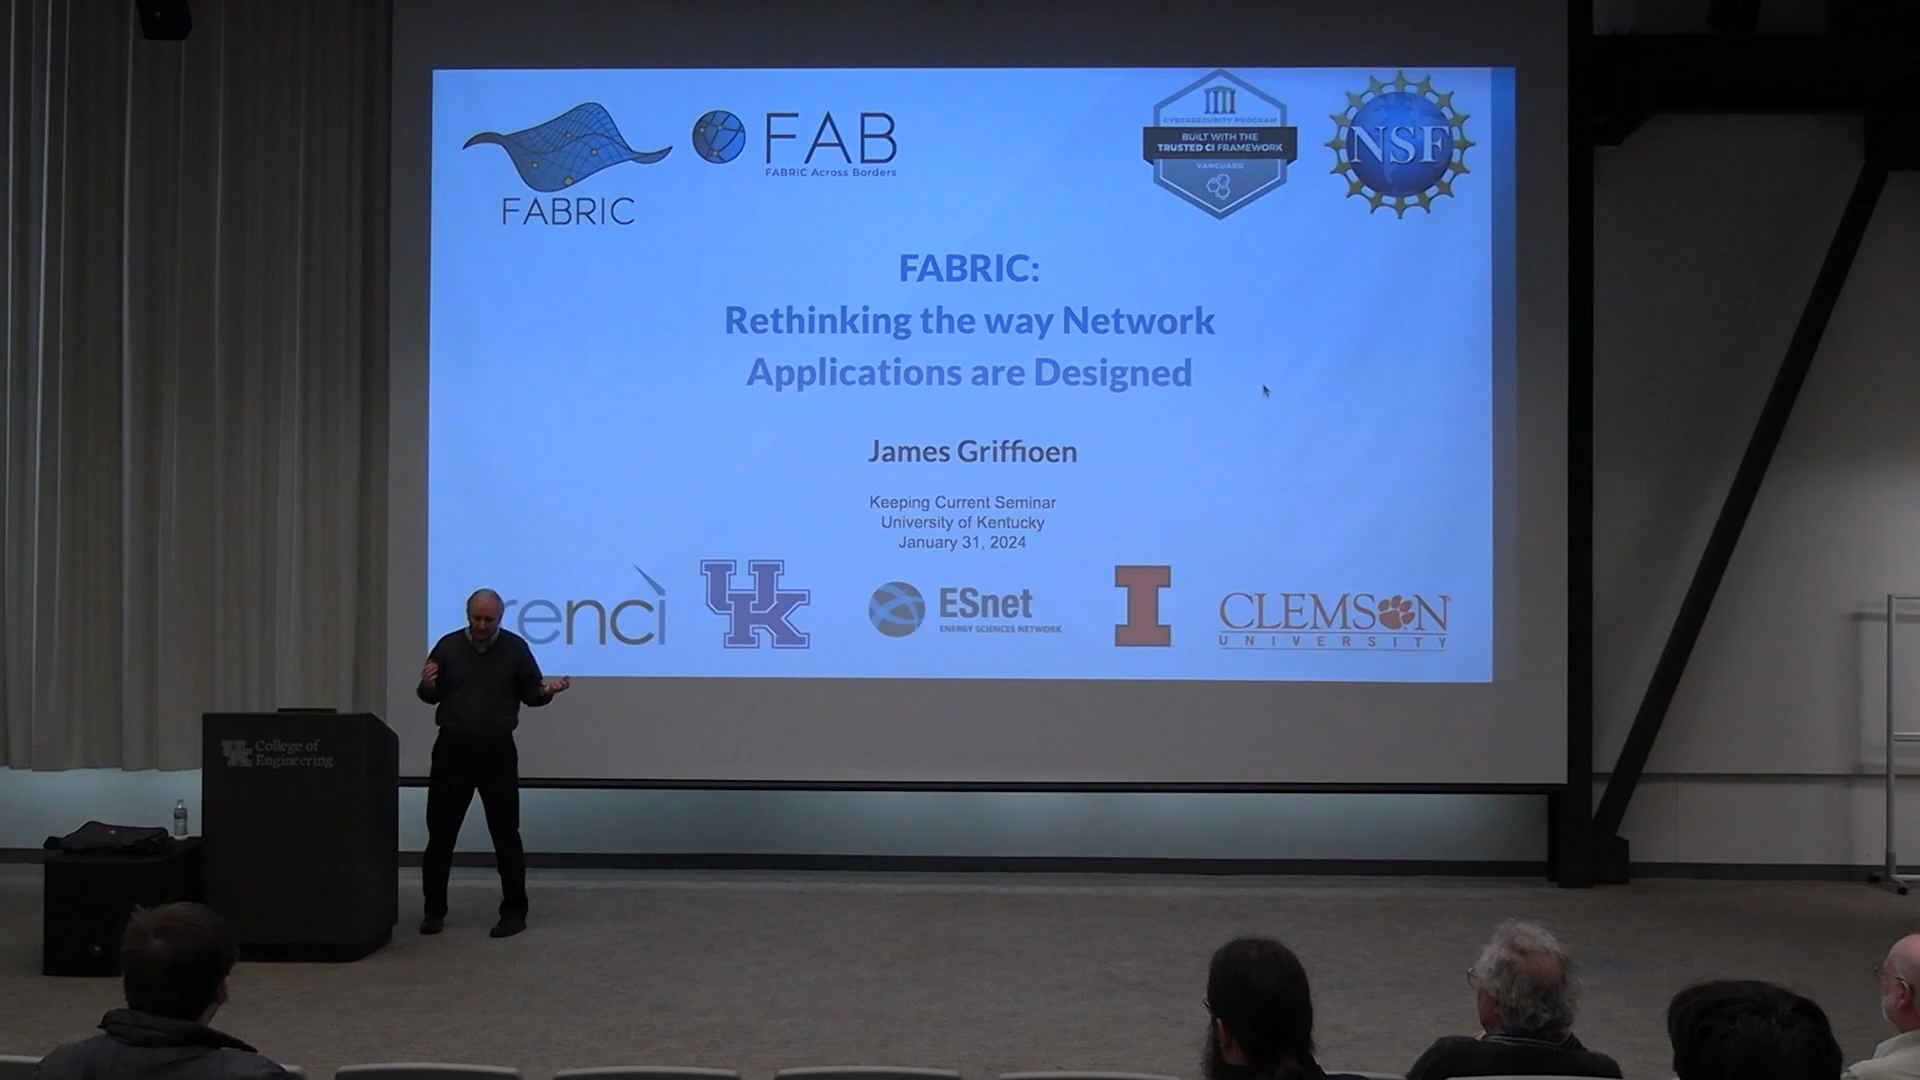 FABRIC
FAB
FABRIC Across Borders
CYBERSECURITY PROGRAM
BUILT WITH THE
TRUSTED CI FRAMEWORK
VANGUARD
NSF
FABRIC:
Rethinking the way Network
Applications are Designed
James Griffioen
Keeping Current Seminar
University of Kentucky
January 31, 2024
renci
UK
ESnet
ENERGY SCIENCES NETWORK
I
CLEMSON
UNIVERSITY
UK College of
Engineering